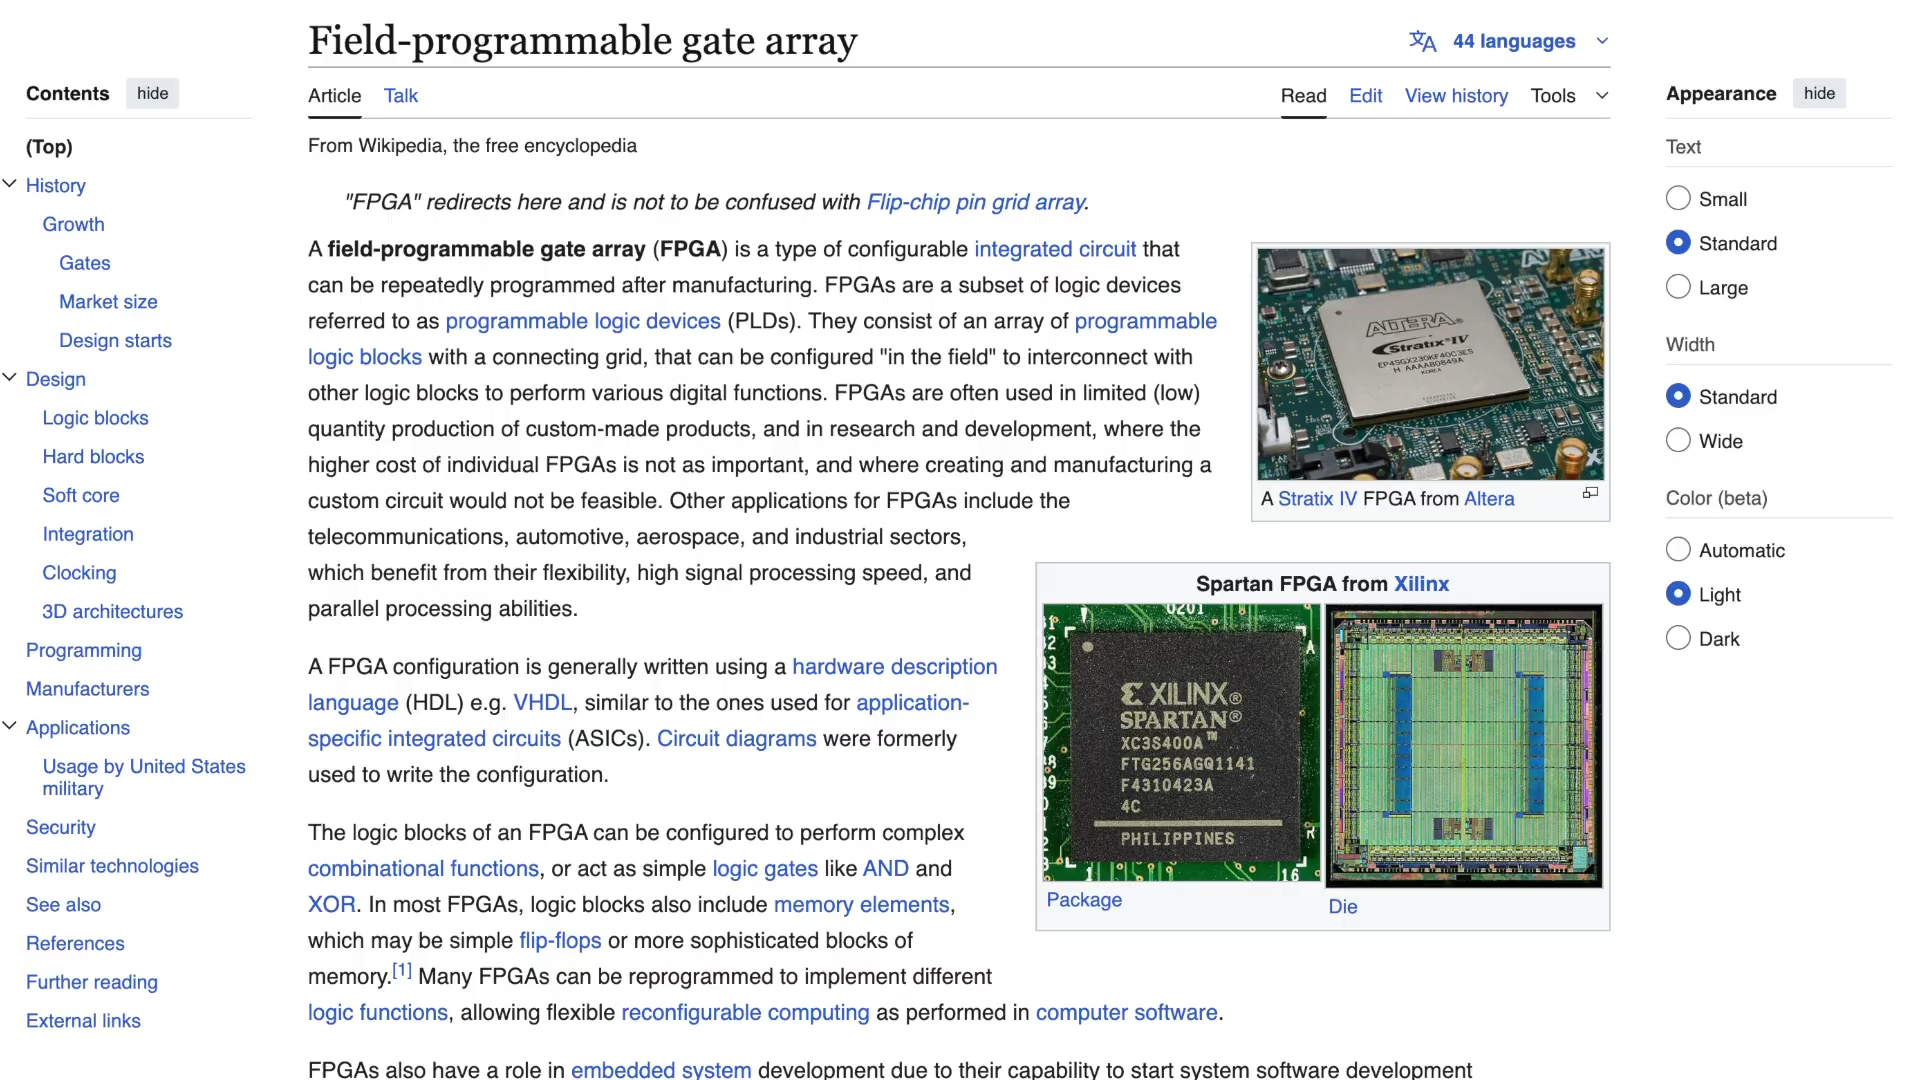 Field-programmable gate array
44 languages
Contents
hide
(Top)
History
Growth
Gates
Market size
Design starts
Design
Logic blocks
Hard blocks
Soft core
Integration
Clocking
3D architectures
Programming
Manufacturers
Applications
Usage by United States
military
Security
Similar technologies
See also
References
Further reading
External links
Article Talk
Read Edit View history Tools
From Wikipedia, the free encyclopedia
"FPGA" redirects here and is not to be confused with Flip-chip pin grid array.
A field-programmable gate array (FPGA) is a type of configurable integrated circuit that
can be repeatedly programmed after manufacturing. FPGAs are a subset of logic devices
referred to as programmable logic devices (PLDs). They consist of an array of programmable
logic blocks with a connecting grid, that can be configured "in the field" to interconnect with
other logic blocks to perform various digital functions. FPGAs are often used in limited (low)
quantity production of custom-made products, and in research and development, where the
higher cost of individual FPGAs is not as important, and where creating and manufacturing a
custom circuit would not be feasible. Other applications for FPGAs include the
telecommunications, automotive, aerospace, and industrial sectors,
which benefit from their flexibility, high signal processing speed, and
parallel processing abilities.
A FPGA configuration is generally written using a hardware description
language (HDL) e.g. VHDL, similar to the ones used for application-
specific integrated circuits (ASICs). Circuit diagrams were formerly
used to write the configuration.
The logic blocks of an FPGA can be configured to perform complex
combinational functions, or act as simple logic gates like AND and
XOR. In most FPGAs, logic blocks also include memory elements,
which may be simple flip-flops or more sophisticated blocks of
memory.[1] Many FPGAs can be reprogrammed to implement different
logic functions, allowing flexible reconfigurable computing as performed in computer software.
FPGAs also have a role in embedded system development due to their capability to start system software development
ALTERA®
Stratix® IV
EP4SGX230KF40C3ES
H AAAAB0849A
KOREA
A Stratix IV FPGA from Altera
Spartan FPGA from Xilinx
U201
A
R
1
16
XILINX®
SPARTAN®
XC3S400A™
FTG256AGQ1141
F4310423A
4C
PHILIPPINES
Package
Die
Appearance
hide
Text
Small
Standard
Large
Width
Standard
Wide
Color (beta)
Automatic
Light
Dark